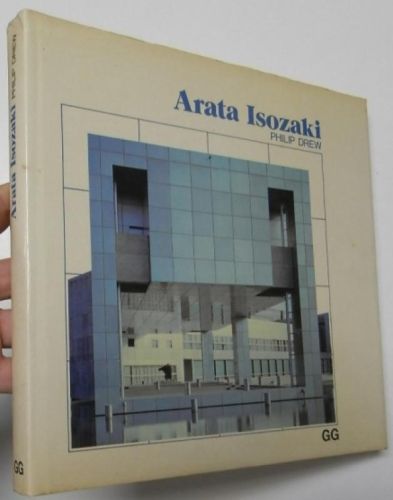 Arata Isozaki
PHILIP DREW
GG
Arata Isozaki PHILIP DREW
GG